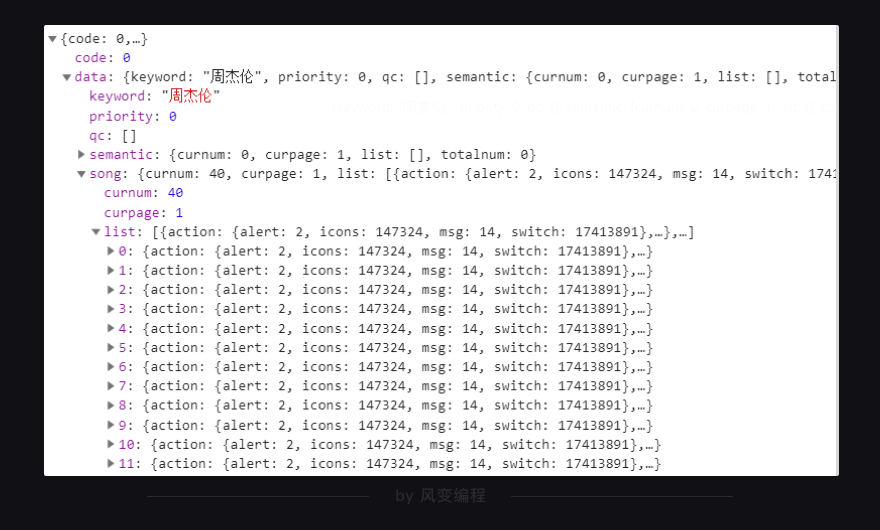 {code: 0,…}
code: 0
data: {keyword: "周杰伦", priority: 0, qc: [], semantic: {curnum: 0, curpage: 1, list: [], total
keyword: "周杰伦"
priority: 0
qc: []
semantic: {curnum: 0, curpage: 1, list: [], totalnum: 0}
song: {curnum: 40, curpage: 1, list: [{action: {alert: 2, icons: 147324, msg: 14, switch: 1741
curnum: 40
curpage: 1
list: [{action: {alert: 2, icons: 147324, msg: 14, switch: 17413891},…},…]
0: {action: {alert: 2, icons: 147324, msg: 14, switch: 17413891},…}
1: {action: {alert: 2, icons: 147324, msg: 14, switch: 17413891},…}
2: {action: {alert: 2, icons: 147324, msg: 14, switch: 17413891},…}
3: {action: {alert: 2, icons: 147324, msg: 14, switch: 17413891},…}
4: {action: {alert: 2, icons: 147324, msg: 14, switch: 17413891},…}
5: {action: {alert: 2, icons: 147324, msg: 14, switch: 17413891},…}
6: {action: {alert: 2, icons: 147324, msg: 14, switch: 17413891},…}
7: {action: {alert: 2, icons: 147324, msg: 14, switch: 17413891},…}
8: {action: {alert: 2, icons: 147324, msg: 14, switch: 17413891},…}
9: {action: {alert: 2, icons: 147324, msg: 14, switch: 17413891},…}
10: {action: {alert: 2, icons: 147324, msg: 14, switch: 17413891},…}
11: {action: {alert: 2, icons: 147324, msg: 14, switch: 17413891},…}
by 风变编程